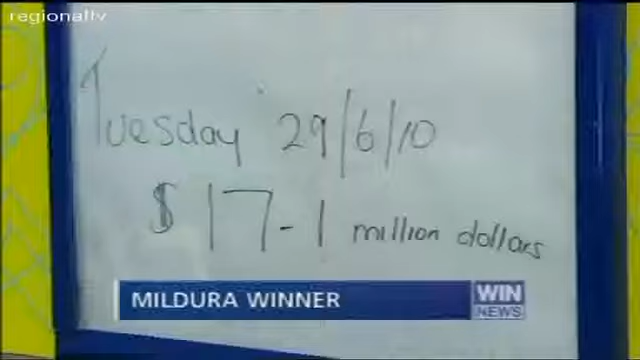 regionaltv
Tuesday 29/6/10
$17-1 million dollars
MILDURA WINNER
WIN
NEWS